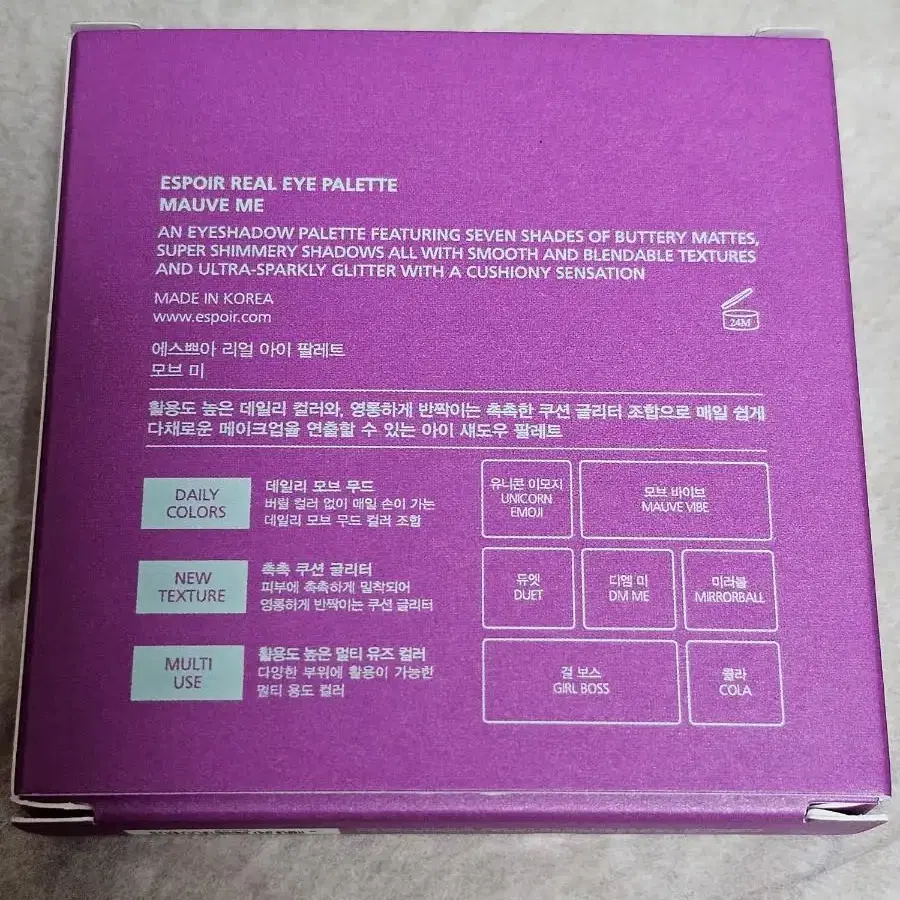 ESPOIR REAL EYE PALETTE
MAUVE ME
AN EYESHADOW PALETTE FEATURING SEVEN SHADES OF BUTTERY MATTES,
SUPER SHIMMERY SHADOWS ALL WITH SMOOTH AND BLENDABLE TEXTURES
AND ULTRA-SPARKLY GLITTER WITH A CUSHIONY SENSATION
MADE IN KOREA
www.espoir.com
24M
에스쁘아 리얼 아이 팔레트
모브 미
활용도 높은 데일리 컬러와, 영롱하게 반짝이는 촉촉한 쿠션 글리터 조합으로 매일 쉽게
다채로운 메이크업을 연출할 수 있는 아이 섀도우 팔레트
DAILY
COLORS
데일리 모브 무드
버릴 컬러 없이 매일 손이 가는
데일리 모브 무드 컬러 조합
NEW
TEXTURE
촉촉 쿠션 글리터
피부에 촉촉하게 밀착되어
영롱하게 반짝이는 쿠션 글리터
MULTI
USE
활용도 높은 멀티 유즈 컬러
다양한 부위에 활용이 가능한
멀티 용도 컬러
유니콘 이모지
UNICORN
EMOJI
모브 바이브
MAUVE VIBE
듀엣
DUET
디엠 미
DM ME
미러볼
MIRRORBALL
걸 보스
GIRL BOSS
콜라
COLA